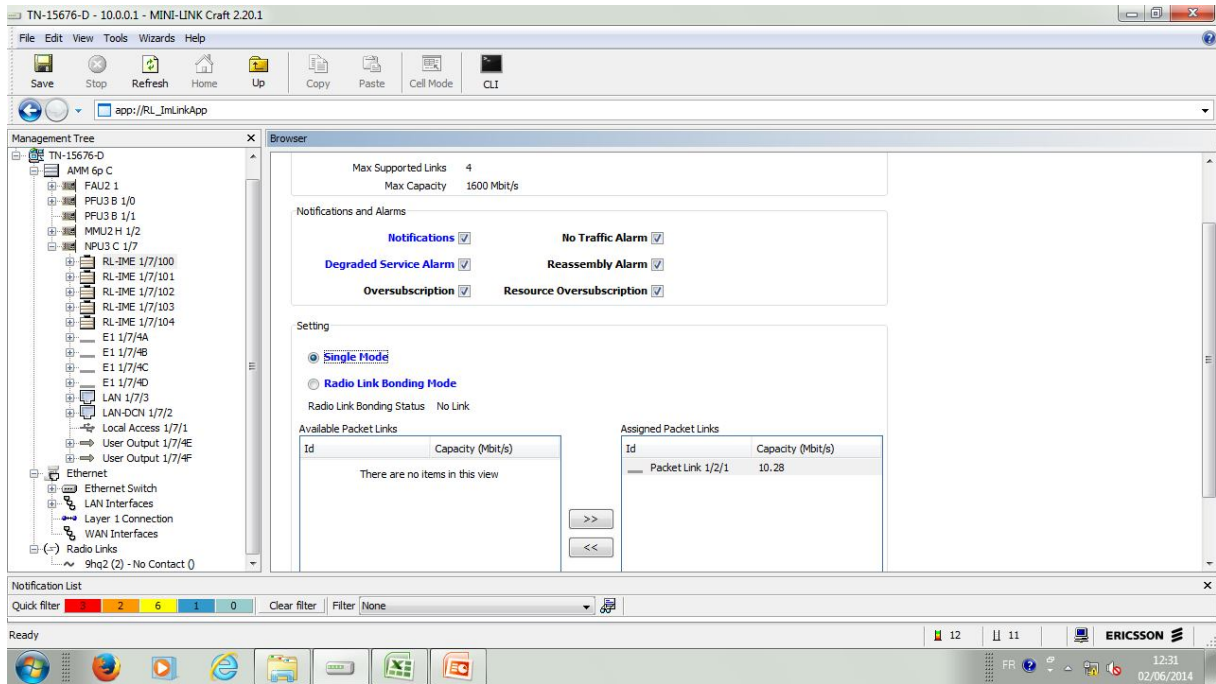 TN-15676-D - 10.0.0.1 - MINI-LINK Craft 2.20.1
File Edit View Tools Wizards Help
Save Stop Refresh Home Up Copy Paste Cell Mode CLI
app://RL_ImLinkApp
Management Tree
TN-15676-D
AMM 6p C
FAU2 1
PFU3 B 1/0
PFU3 B 1/1
MMU2 H 1/2
NPU3 C 1/7
RL-IME 1/7/100
RL-IME 1/7/101
RL-IME 1/7/102
RL-IME 1/7/103
RL-IME 1/7/104
E1 1/7/4A
E1 1/7/4B
E1 1/7/4C
E1 1/7/4D
LAN 1/7/3
LAN-DCN 1/7/2
Local Access 1/7/1
User Output 1/7/4E
User Output 1/7/4F
Ethernet
Ethernet Switch
LAN Interfaces
Layer 1 Connection
WAN Interfaces
Radio Links
9hq2 (2) - No Contact ()
Browser
Max Supported Links 4
Max Capacity 1600 Mbit/s
Notifications and Alarms
Notifications No Traffic Alarm
Degraded Service Alarm Reassembly Alarm
Oversubscription Resource Oversubscription
Setting
Single Mode
Radio Link Bonding Mode
Radio Link Bonding Status No Link
Available Packet Links
Id Capacity (Mbit/s)
There are no items in this view
>>
<<
Assigned Packet Links
Id Capacity (Mbit/s)
Packet Link 1/2/1 10.28
Notification List
Quick filter 3 2 6 1 0 Clear filter Filter None
Ready 12 11 ERICSSON
FR 12:31
02/06/2014